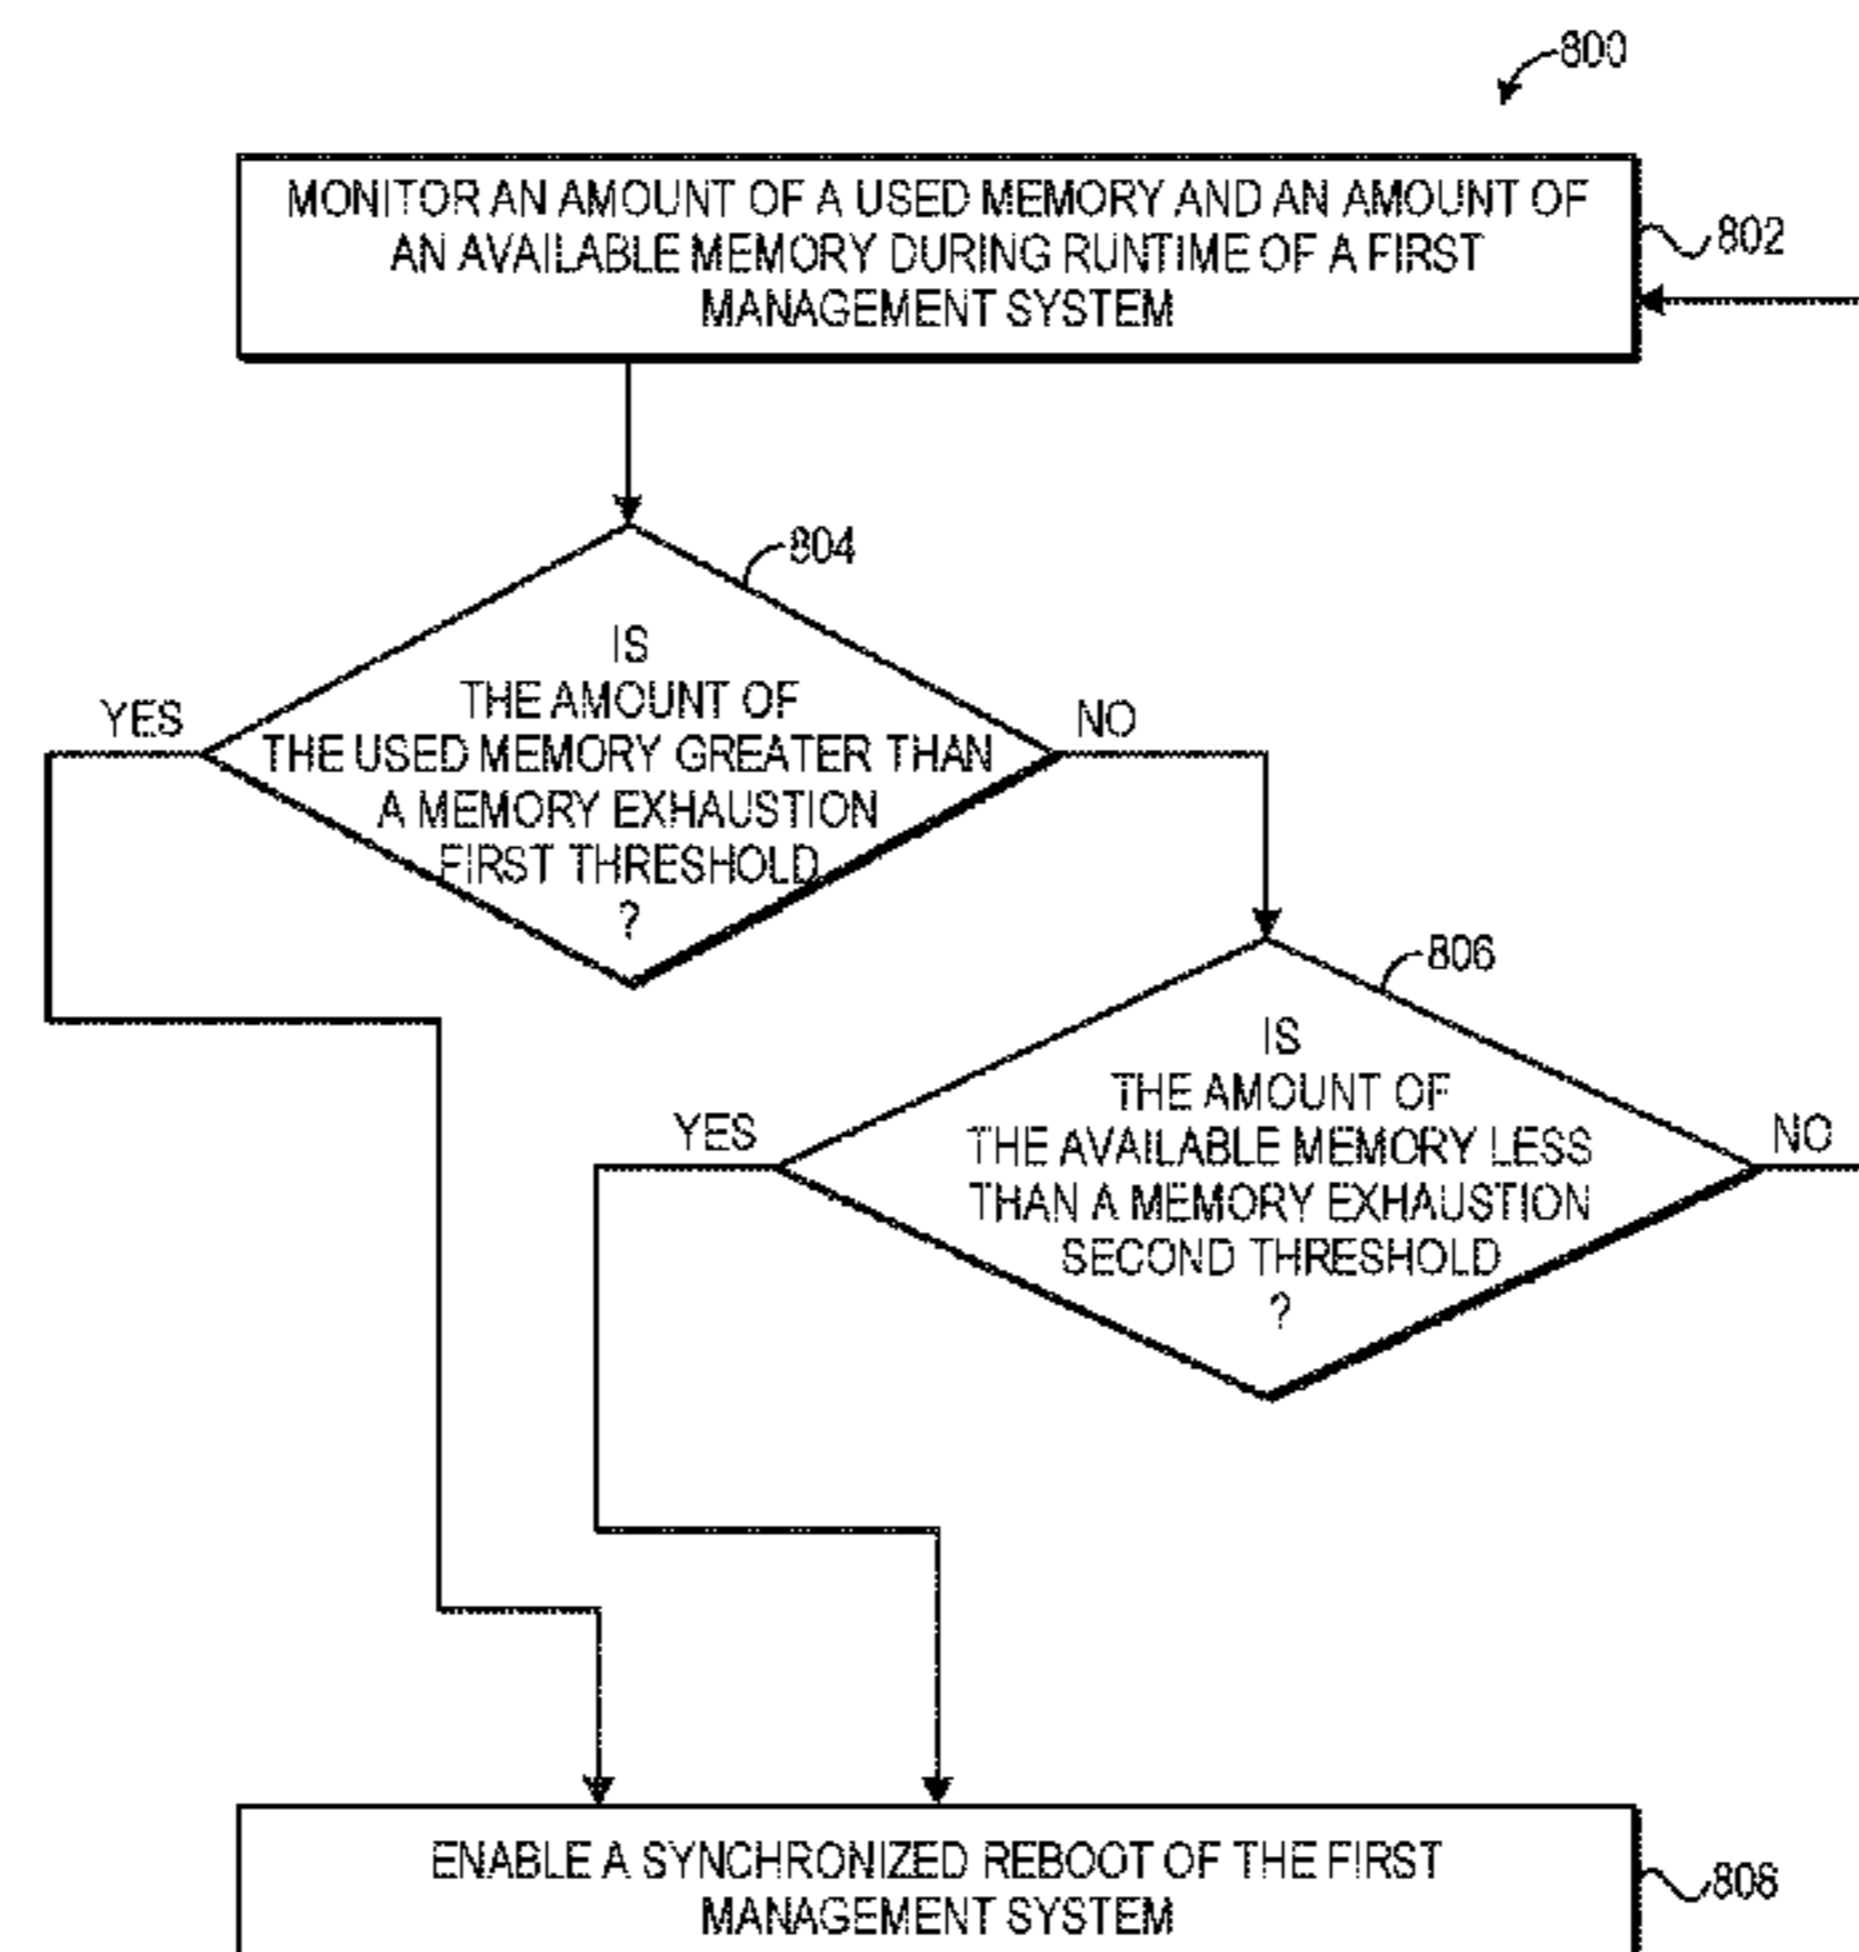 800
MONITOR AN AMOUNT OF A USED MEMORY AND AN AMOUNT OF
AN AVAILABLE MEMORY DURING RUNTIME OF A FIRST
MANAGEMENT SYSTEM
802
804
IS
THE AMOUNT OF
THE USED MEMORY GREATER THAN
A MEMORY EXHAUSTION
FIRST THRESHOLD
?
YES
NO
806
IS
THE AMOUNT OF
THE AVAILABLE MEMORY LESS
THAN A MEMORY EXHAUSTION
SECOND THRESHOLD
?
YES
NO
ENABLE A SYNCHRONIZED REBOOT OF THE FIRST
MANAGEMENT SYSTEM
808